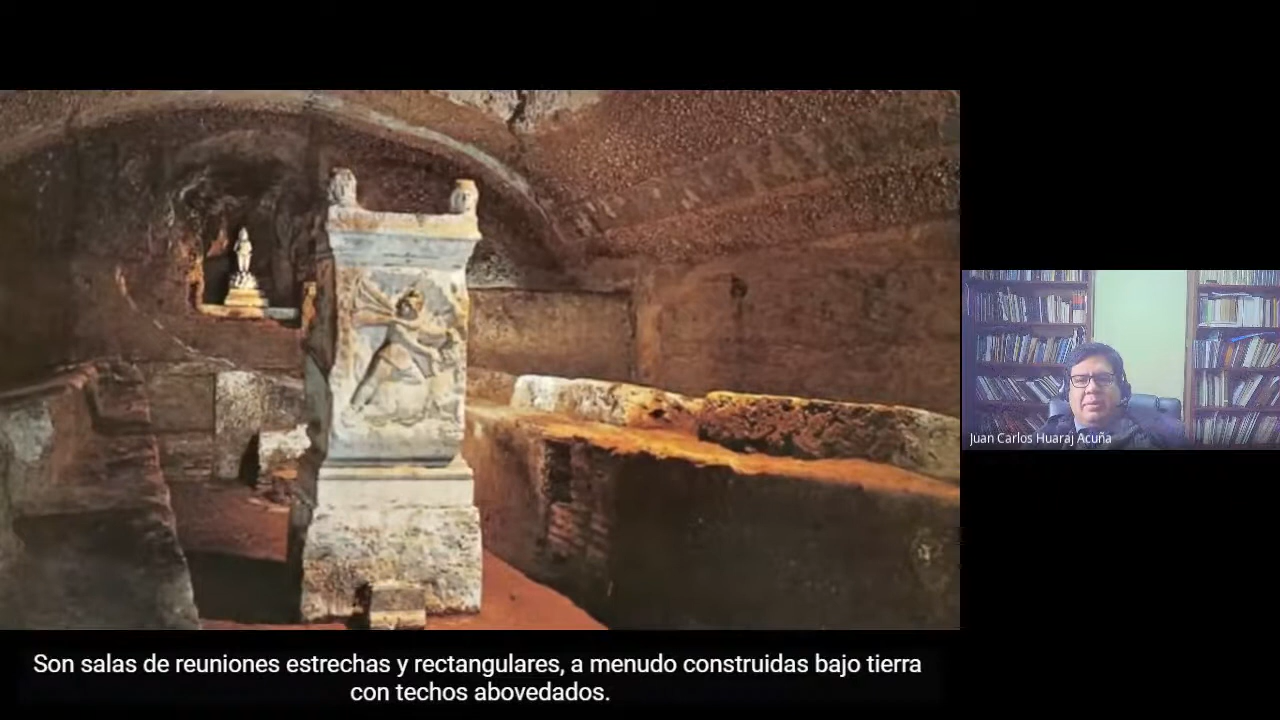 Juan Carlos Huaraj Acuña
Son salas de reuniones estrechas y rectangulares, a menudo construidas bajo tierra
con techos abovedados.